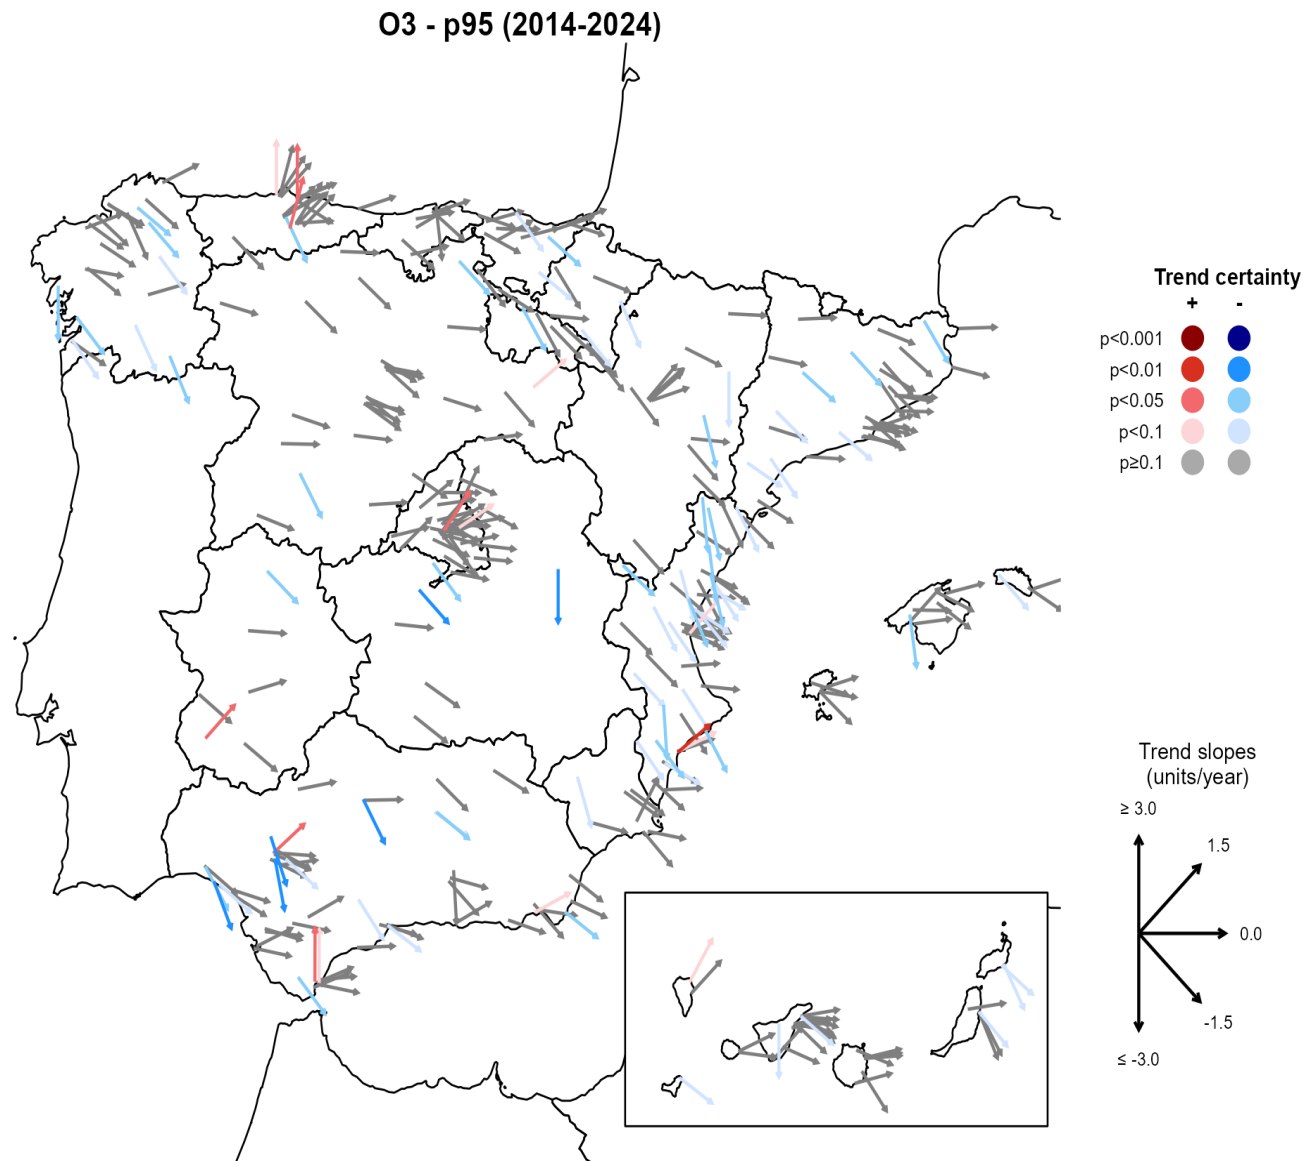 O3 - p95 (2014-2024)
Trend certainty
+ -
p<0.001
p<0.01
p<0.05
p<0.1
p≥0.1
Trend slopes
(units/year)
≥ 3.0
1.5
0.0
-1.5
≤ -3.0